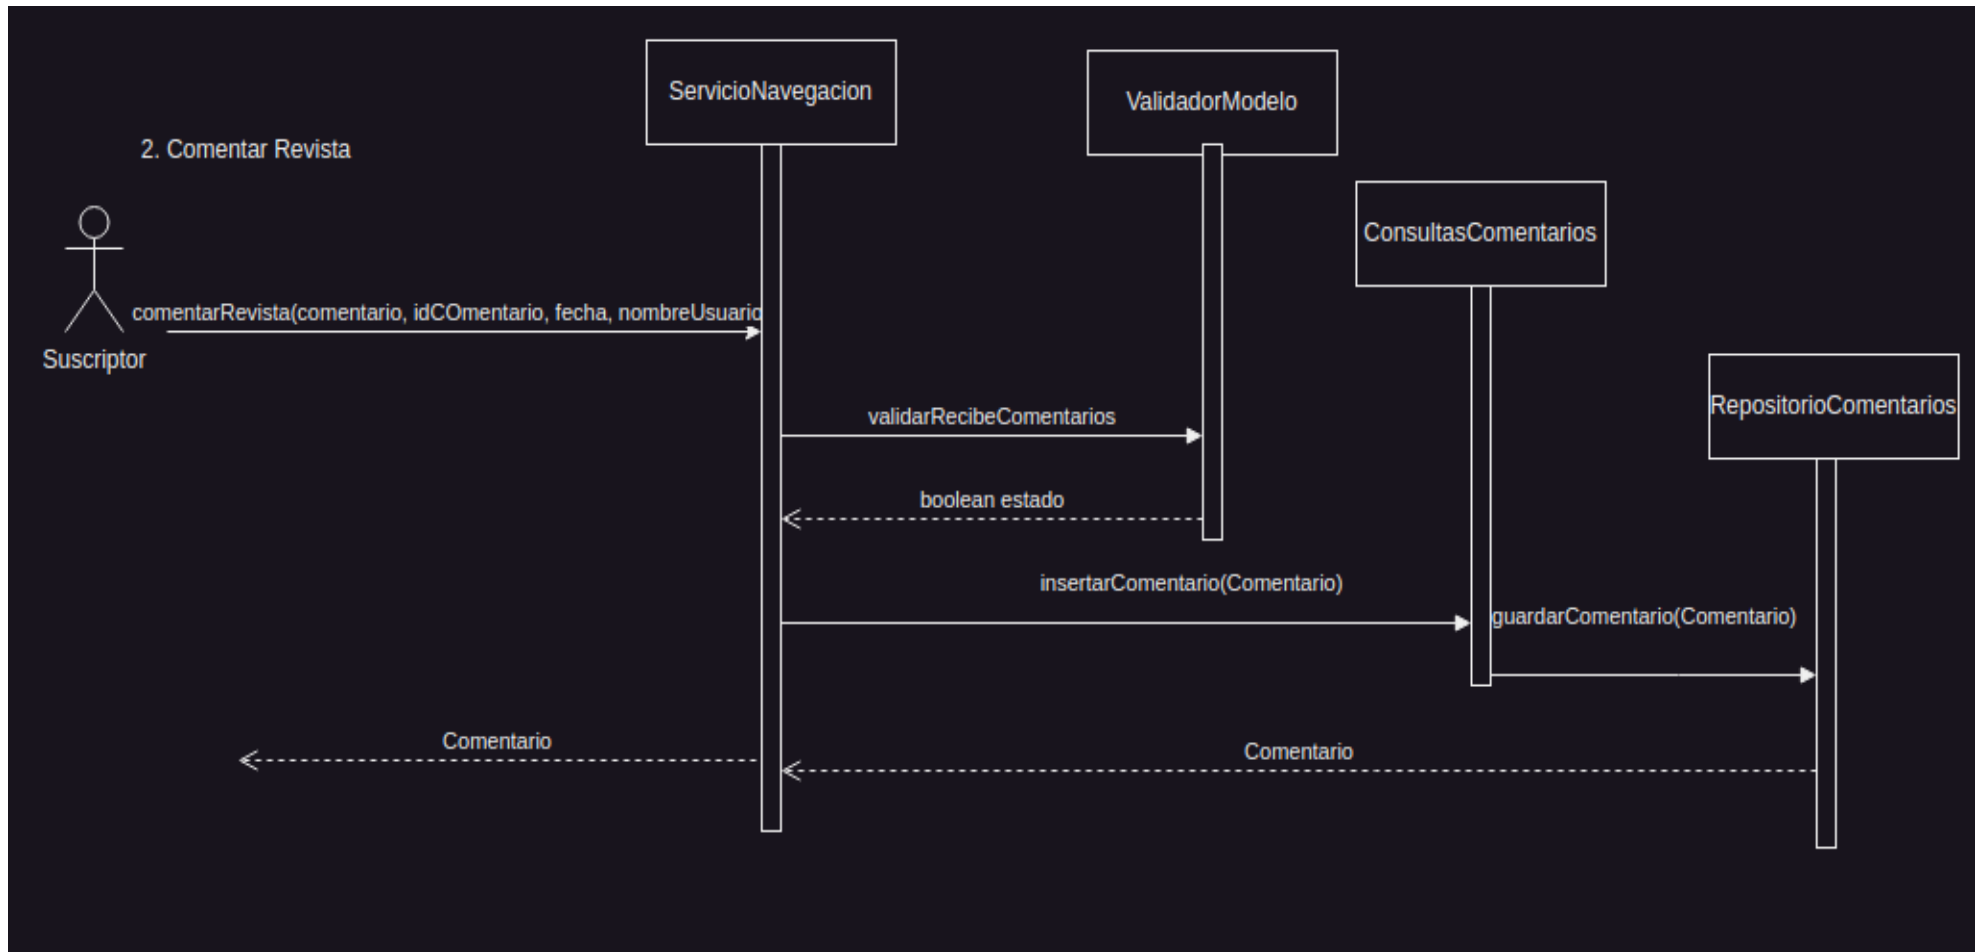 ServicioNavegacion
ValidadorModelo
2. Comentar Revista
ConsultasComentarios
comentarRevista(comentario, idCOmentario, fecha, nombreUsuario
Suscriptor
RepositorioComentarios
validarRecibeComentarios
boolean estado
insertarComentario(Comentario)
guardarComentario(Comentario)
Comentario
Comentario